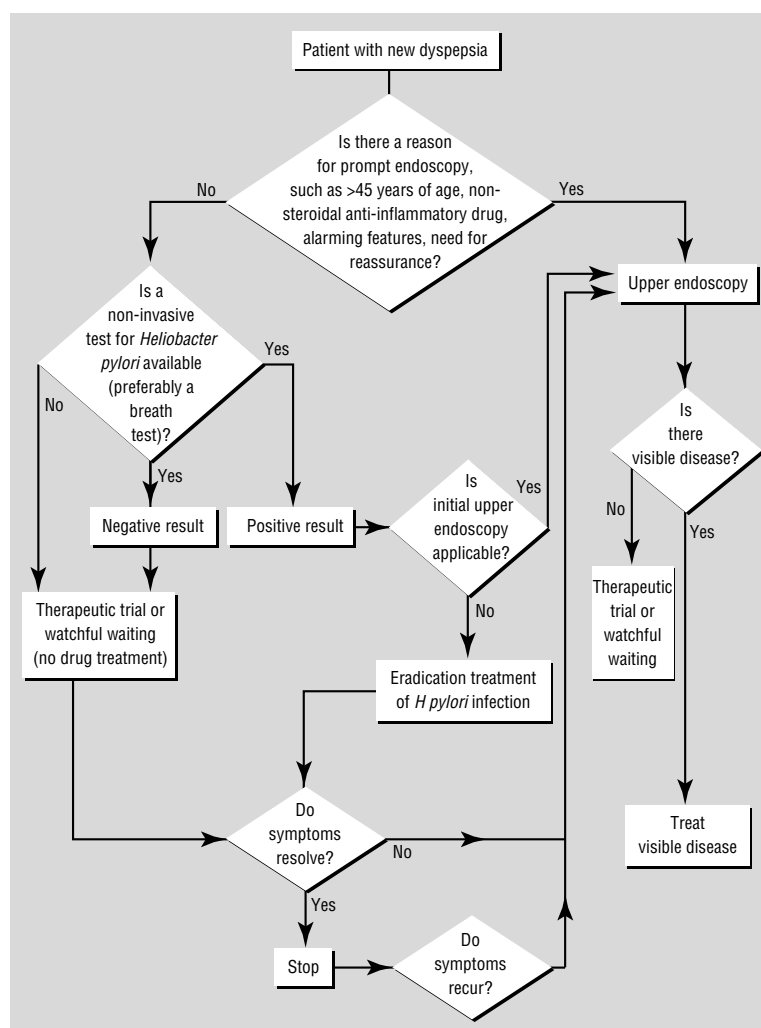 Patient with new dyspepsia
Is there a reason
for prompt endoscopy,
such as >45 years of age, non-
steroidal anti-inflammatory drug,
alarming features, need for
reassurance?
No
Yes
Upper endoscopy
Is a
non-invasive
test for Heliobacter
pylori available
(preferably a
breath
test)?
Yes
No
Yes
Is
there
visible disease?
No
Yes
Negative result
Positive result
Is
initial upper
endoscopy
applicable?
Yes
No
Therapeutic trial or
watchful waiting
(no drug treatment)
Therapeutic
trial or
watchful
waiting
Eradication treatment
of H pylori infection
Do
symptoms
resolve?
No
Yes
Treat
visible disease
Stop
Do
symptoms
recur?